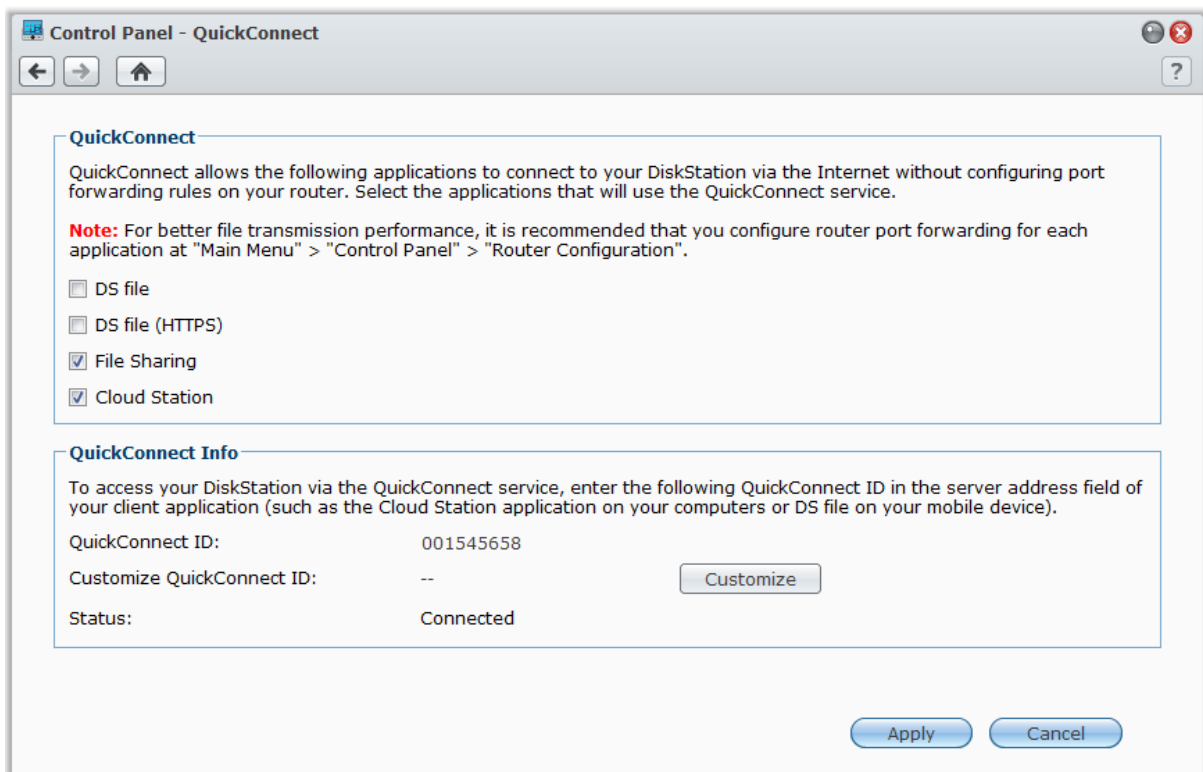 Control Panel - QuickConnect
?
QuickConnect
QuickConnect allows the following applications to connect to your DiskStation via the Internet without configuring port
forwarding rules on your router. Select the applications that will use the QuickConnect service.
Note: For better file transmission performance, it is recommended that you configure router port forwarding for each
application at "Main Menu" > "Control Panel" > "Router Configuration".
DS file
DS file (HTTPS)
File Sharing
Cloud Station
QuickConnect Info
To access your DiskStation via the QuickConnect service, enter the following QuickConnect ID in the server address field of
your client application (such as the Cloud Station application on your computers or DS file on your mobile device).
QuickConnect ID: 001545658
Customize QuickConnect ID: -- Customize
Status: Connected
Apply Cancel